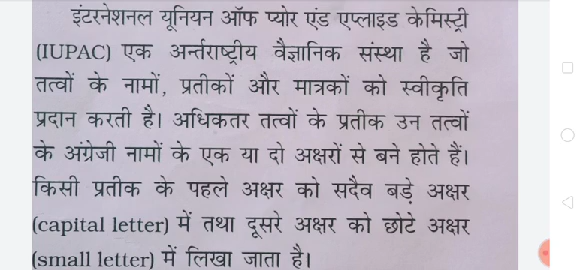 इंटरनेशनल यूनियन ऑफ प्योर एंड एप्लाइड केमिस्ट्री
(IUPAC) एक अर्न्तराष्ट्रीय वैज्ञानिक संस्था है जो
तत्वों के नामों, प्रतीकों और मात्रकों को स्वीकृति
प्रदान करती है। अधिकतर तत्वों के प्रतीक उन तत्वों
के अंग्रेजी नामों के एक या दो अक्षरों से बने होते हैं।
किसी प्रतीक के पहले अक्षर को सदैव बड़े अक्षर
(capital letter) में तथा दूसरे अक्षर को छोटे अक्षर
(small letter) में लिखा जाता है।